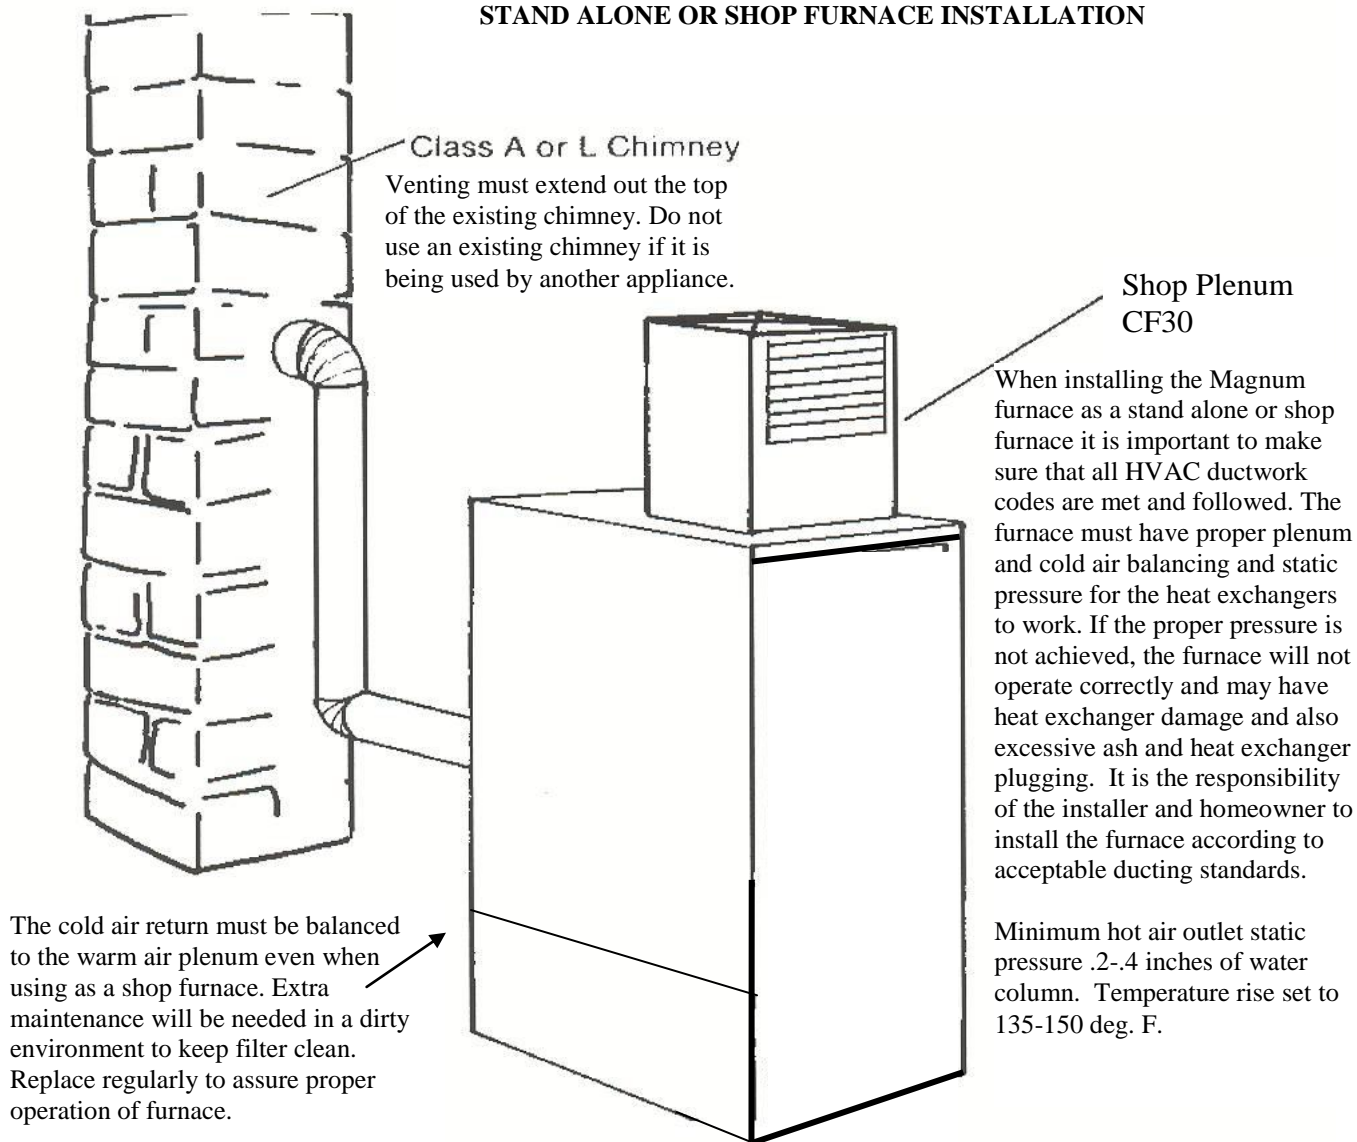 STAND ALONE OR SHOP FURNACE INSTALLATION
Class A or L Chimney
Venting must extend out the top
of the existing chimney. Do not
use an existing chimney if it is
being used by another appliance.
Shop Plenum
CF30
When installing the Magnum
furnace as a stand alone or shop
furnace it is important to make
sure that all HVAC ductwork
codes are met and followed. The
furnace must have proper plenum
and cold air balancing and static
pressure for the heat exchangers
to work. If the proper pressure is
not achieved, the furnace will not
operate correctly and may have
heat exchanger damage and also
excessive ash and heat exchanger
plugging.  It is the responsibility
of the installer and homeowner to
install the furnace according to
acceptable ducting standards.
Minimum hot air outlet static
pressure .2-.4 inches of water
column.  Temperature rise set to
135-150 deg. F.
The cold air return must be balanced
to the warm air plenum even when
using as a shop furnace. Extra
maintenance will be needed in a dirty
environment to keep filter clean.
Replace regularly to assure proper
operation of furnace.